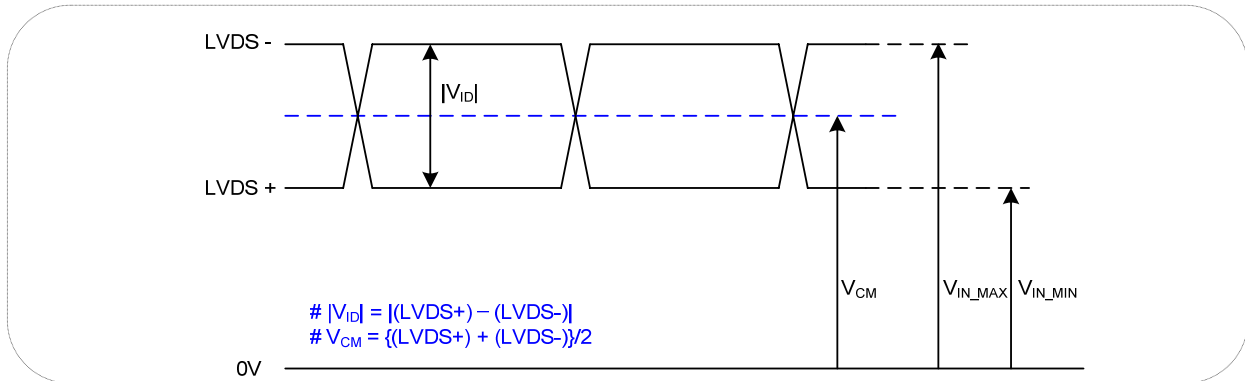 LVDS -
|VID|
LVDS +
VCM
VIN_MAX
VIN_MIN
# |VID| = |(LVDS+) – (LVDS-)|
# VCM = {(LVDS+) + (LVDS-)}/2
0V